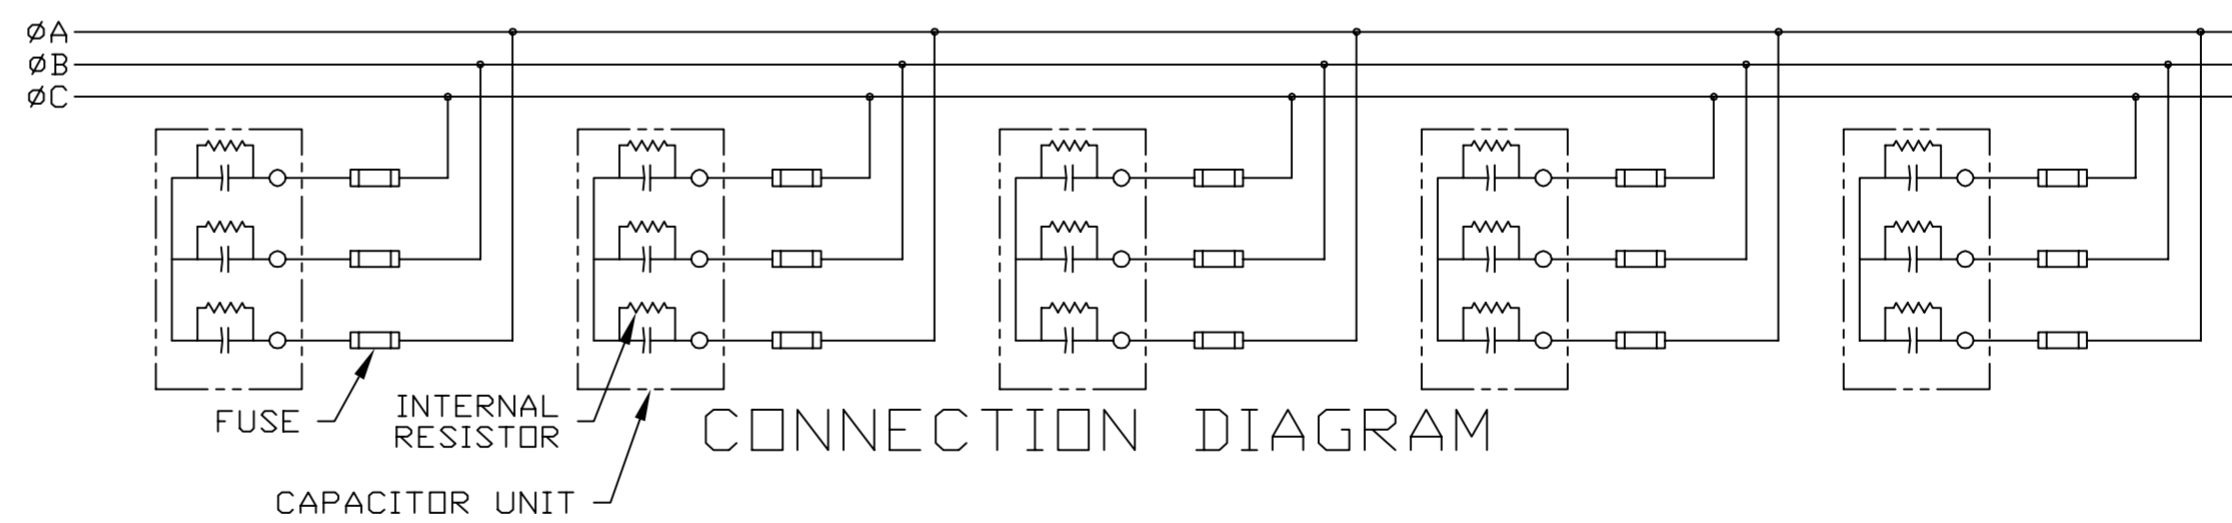 ØA
ØB
ØC
FUSE
INTERNAL
RESISTOR
CONNECTION DIAGRAM
CAPACITOR UNIT